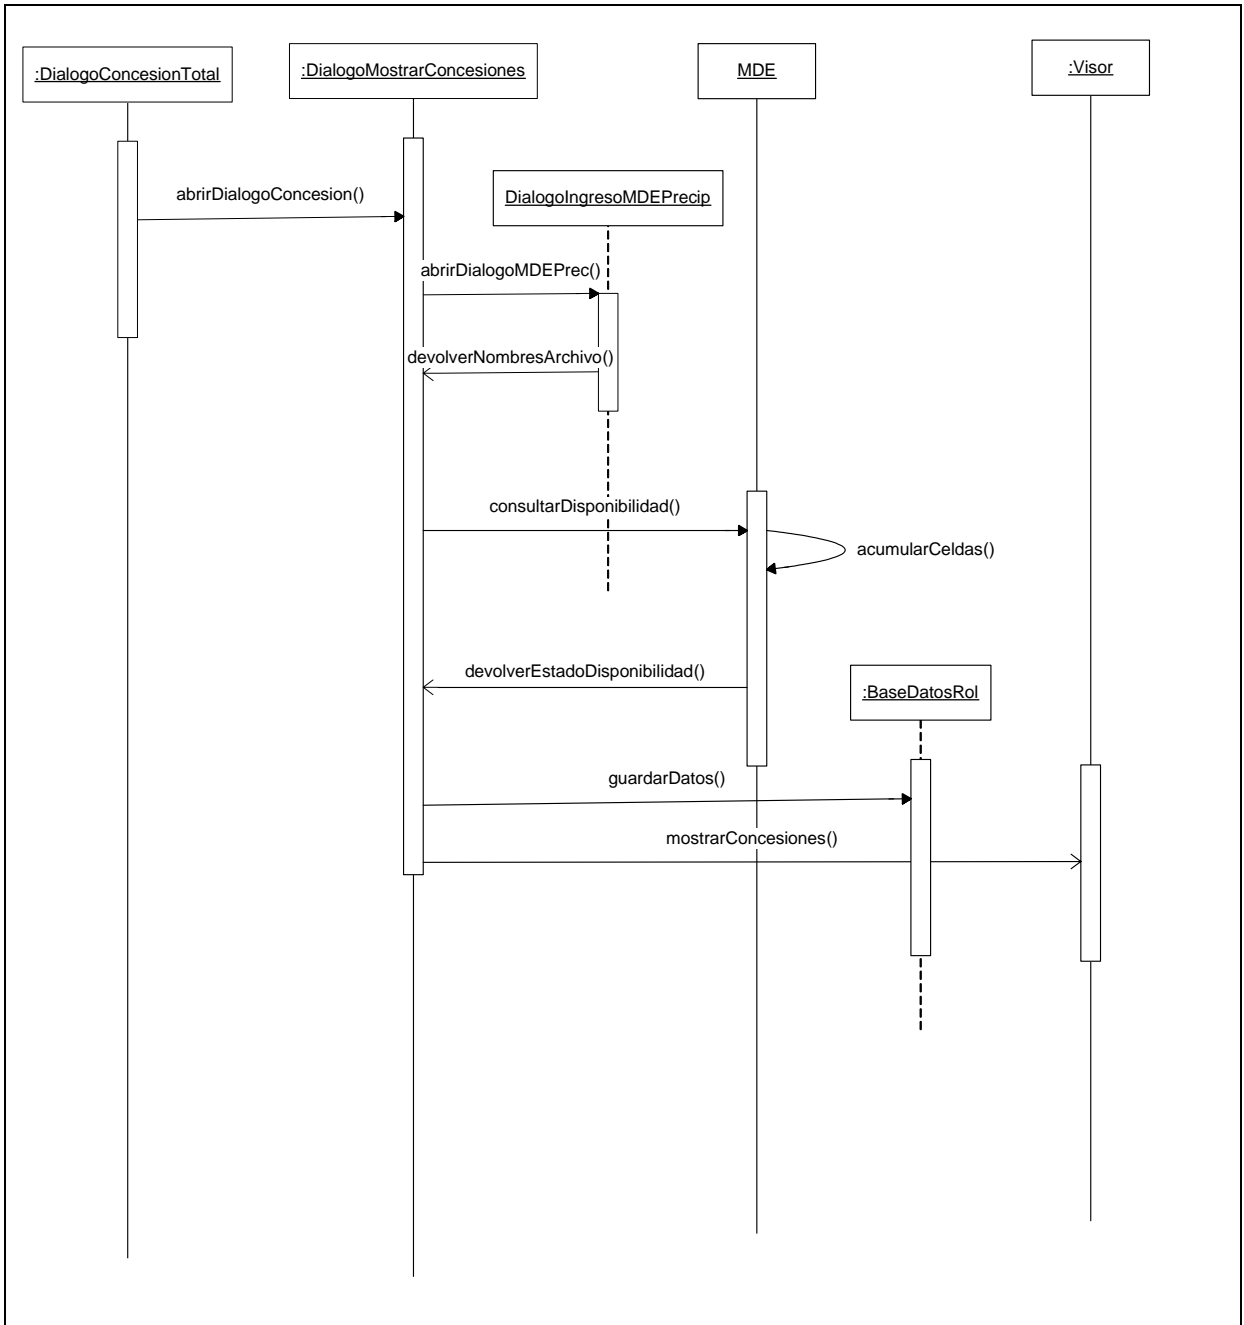 :DialogoConcesionTotal
:DialogoMostrarConcesiones
MDE
:Visor
abrirDialogoConcesion()
DialogoIngresoMDEPrecip
abrirDialogoMDEPrec()
devolverNombresArchivo()
consultarDisponibilidad()
acumularCeldas()
devolverEstadoDisponibilidad()
:BaseDatosRol
guardarDatos()
mostrarConcesiones()